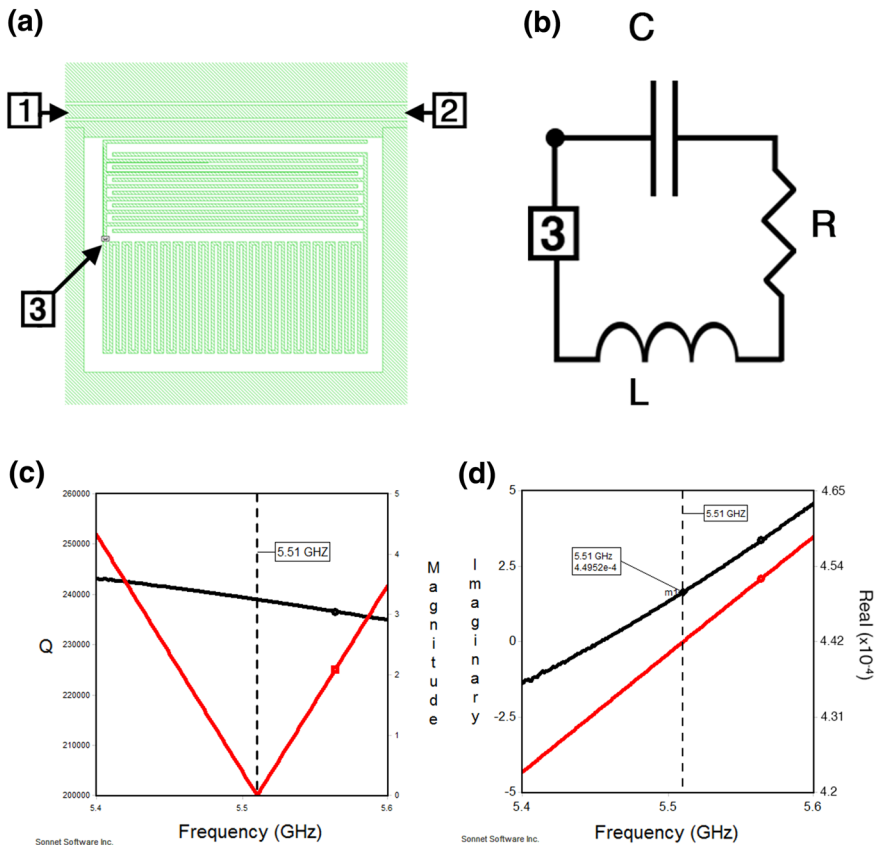 (a)
1
2
3
(b)
C
3
R
L
(c)
260000
250000
240000
230000
220000
210000
200000
Q
5
4
3
2
1
0
5.51 GHZ
Magnitude
5.4
5.5
5.6
Frequency (GHz)
Sonnet Software Inc.
(d)
Imaginary
5
2.5
0
-2.5
-5
5.51 GHZ
5.51 GHz
4.4952e-4
m1
4.65
4.54
4.42
4.31
4.2
Real (x10-4)
5.4
5.5
5.6
Frequency (GHz)
Sonnet Software Inc.